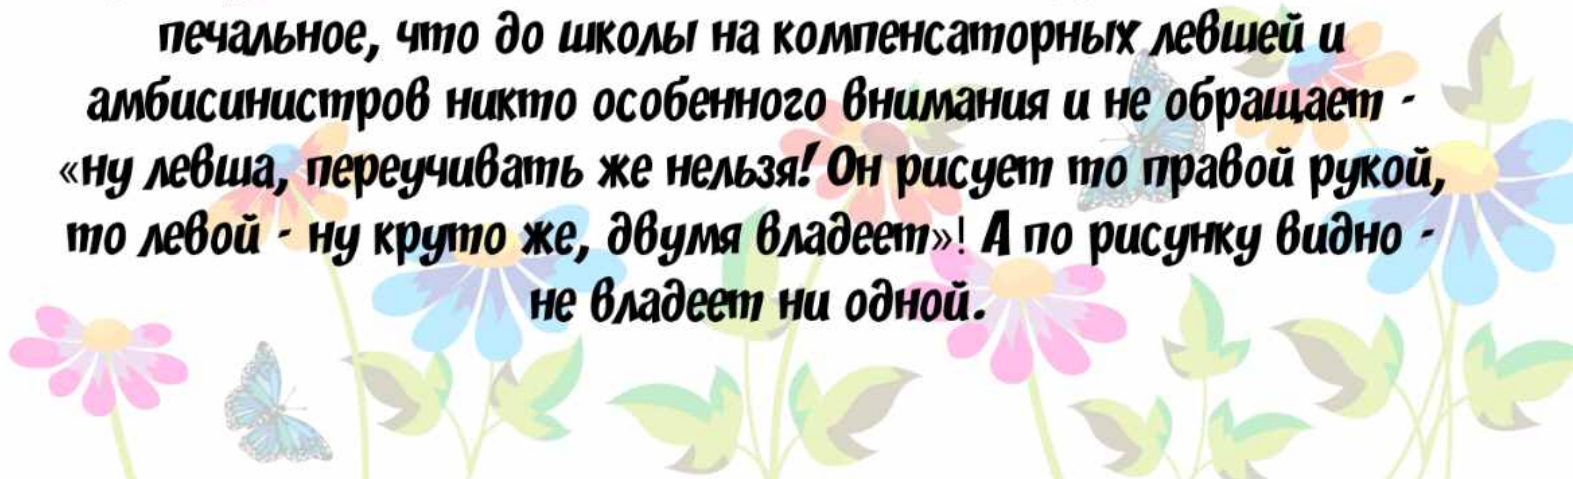 печальное, что до школы на компенсаторных левшей и
амбисинистров никто особенного внимания и не обращает -
«ну левша, переучивать же нельзя! Он рисует то правой рукой,
то левой - ну круто же, двумя владеет»! А по рисунку видно -
не владеет ни одной.